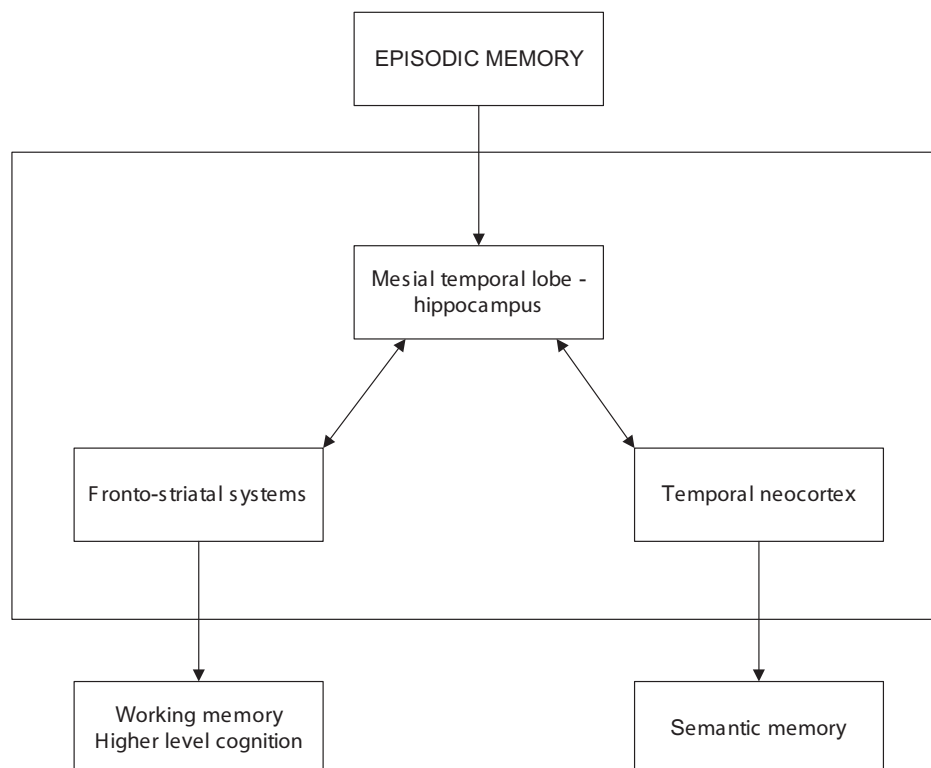 EPISODIC MEMORY
Mesial temporal lobe -
hippocampus
Fronto-striatal systems
Temporal neocortex
Working memory
Higher level cognition
Semantic memory